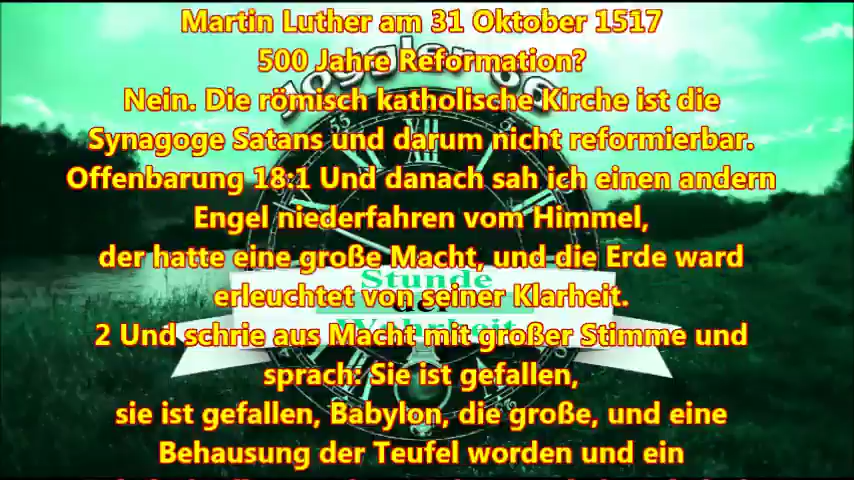 Martin Luther am 31 Oktober 1517
500 Jahre Reformation?
Nein. Die römisch katholische Kirche ist die
Synagoge Satans und darum nicht reformierbar.
Offenbarung 18:1 Und danach sah ich einen andern
Engel niederfahren vom Himmel,
der hatte eine große Macht, und die Erde ward
erleuchtet von seiner Klarheit.
2 Und schrie aus Macht mit großer Stimme und
sprach: Sie ist gefallen,
sie ist gefallen, Babylon, die große, und eine
Behausung der Teufel worden und ein
Stunde
der
Wahrheit
XII
55